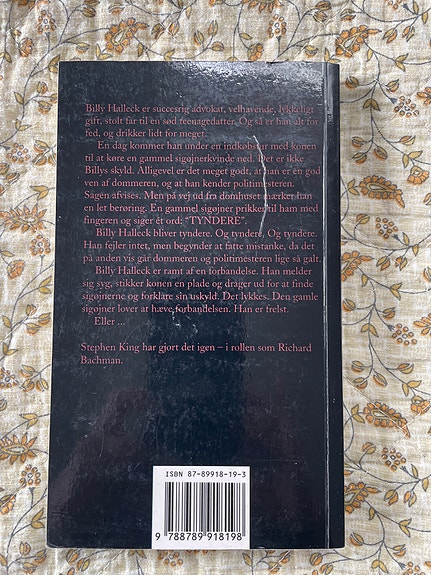 Billy Halleck er succesrig advokat, velhavende, lykkeligt
gift, stolt far til en sød teenagedatter. Og så er han alt for
fed, og drikker lidt for meget.
En dag kommer han under en indkøbstur med konen
til at køre en gammel sigøjnerkvinde ned. Det er ikke
Billys skyld. Alligevel er det meget godt, at han er en god
ven af dommeren, og at han kender politimesteren.
Sagen afvises. Men på vej ud fra domhuset mærker han
en let berøring. En gammel sigøjner prikker til ham med
fingeren og siger ét ord: "TYNDERE".
Billy Halleck bliver tyndere. Og tyndere. Og tyndere.
Han fejler intet, men begynder at fatte mistanke, da det
på anden vis går dommeren og politimesteren lige så galt.
Billy Halleck er ramt af en forbandelse. Han melder
sig syg, stikker konen en plade og drager ud for at finde
sigøjnerne og forklare sin uskyld. Det lykkes. Den gamle
sigøjner lover at hæve forbandelsen. Han er frelst.
Eller ...
Stephen King har gjort det igen – i rollen som Richard
Bachman.
ISBN 87-89918-19-3
9 788789 918198